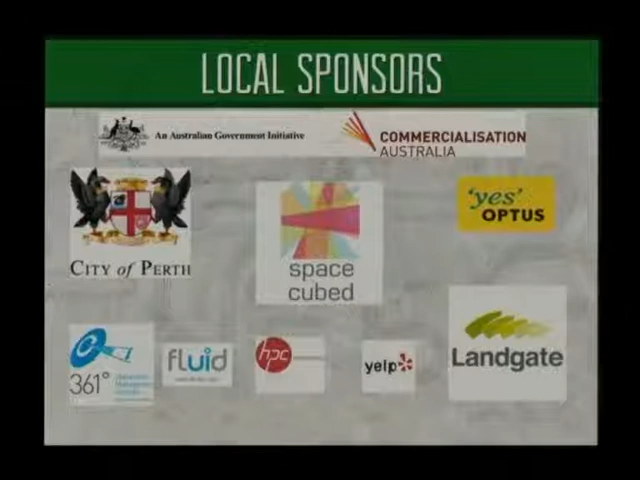 LOCAL SPONSORS
An Australian Government Initiative
COMMERCIALISATION
AUSTRALIA
CITY of PERTH
space
cubed
'yes'
OPTUS
361°
fluid
hpc
yelp
Landgate